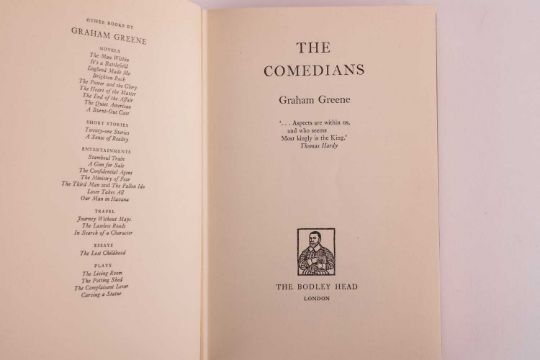 OTHER BOOKS BY
GRAHAM GREENE
NOVELS
The Man Within
It's a Battlefield
England Made Me
Brighton Rock
The Power and the Glory
The Heart of the Matter
The End of the Affair
The Quiet American
A Burnt-Out Case
SHORT STORIES
Twenty-one Stories
A Sense of Reality
ENTERTAINMENTS
Stamboul Train
A Gun for Sale
The Confidential Agent
The Ministry of Fear
The Third Man and The Fallen Ido
Loser Takes All
Our Man in Havana
TRAVEL
Journey Without Maps
The Lawless Roads
In Search of a Character
ESSAYS
The Lost Childhood
PLAYS
The Living Room
The Potting Shed
The Complaisant Lover
Carving a Statue
THE
COMEDIANS
Graham Greene
'. . . Aspects are within us,
and who seems
Most kingly is the King.'
Thomas Hardy
THE BODLEY HEAD
LONDON